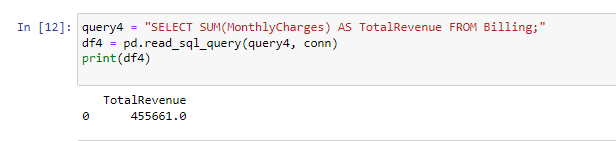 In [12]: query4 = "SELECT SUM(MonthlyCharges) AS TotalRevenue FROM Billing;"
df4 = pd.read_sql_query(query4, conn)
print(df4)
TotalRevenue
0 455661.0